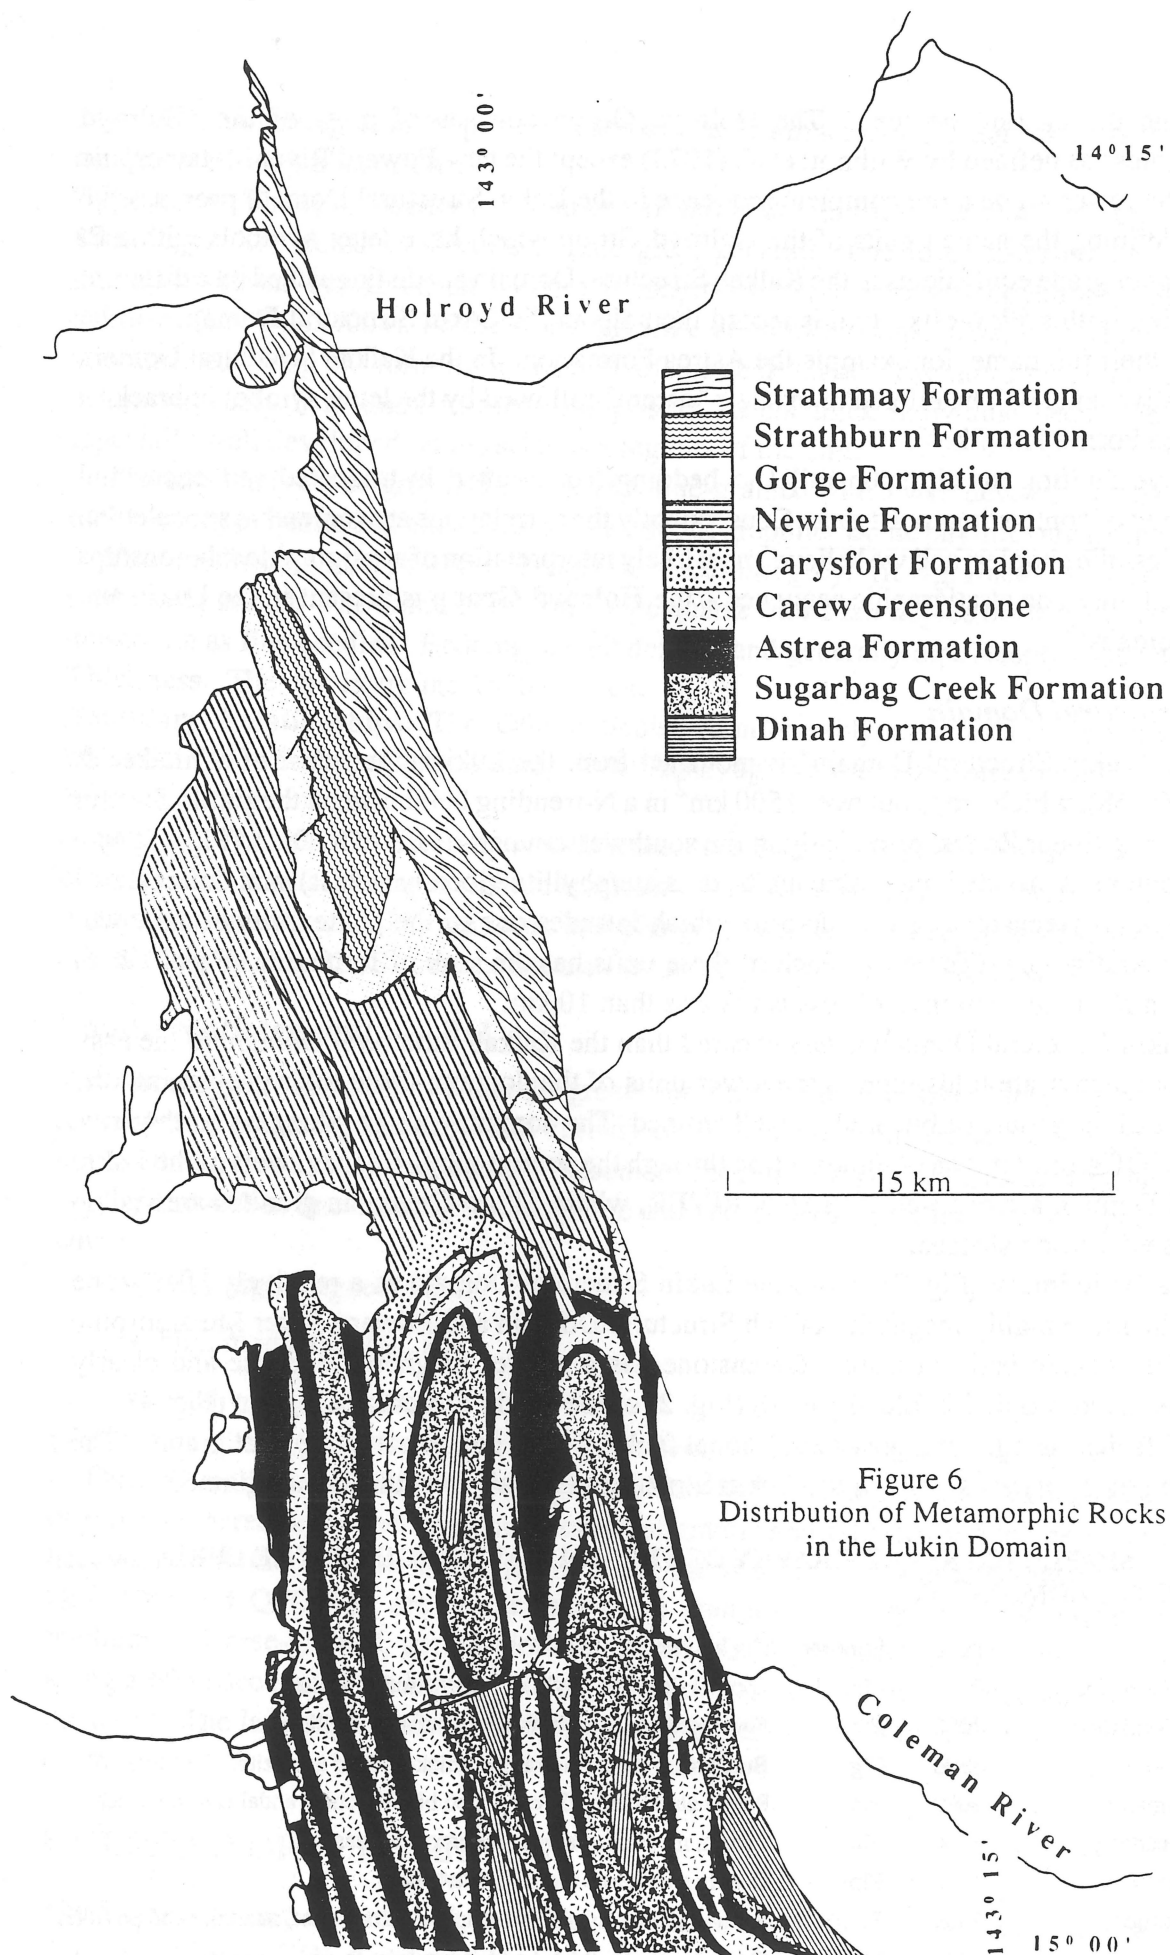 143° 00'
14° 15'
Holroyd River
Strathmay Formation
Strathburn Formation
Gorge Formation
Newirie Formation
Carysfort Formation
Carew Greenstone
Astrea Formation
Sugarbag Creek Formation
Dinah Formation
15 km
Figure 6
Distribution of Metamorphic Rocks
in the Lukin Domain
Coleman River
143° 15'
15° 00'